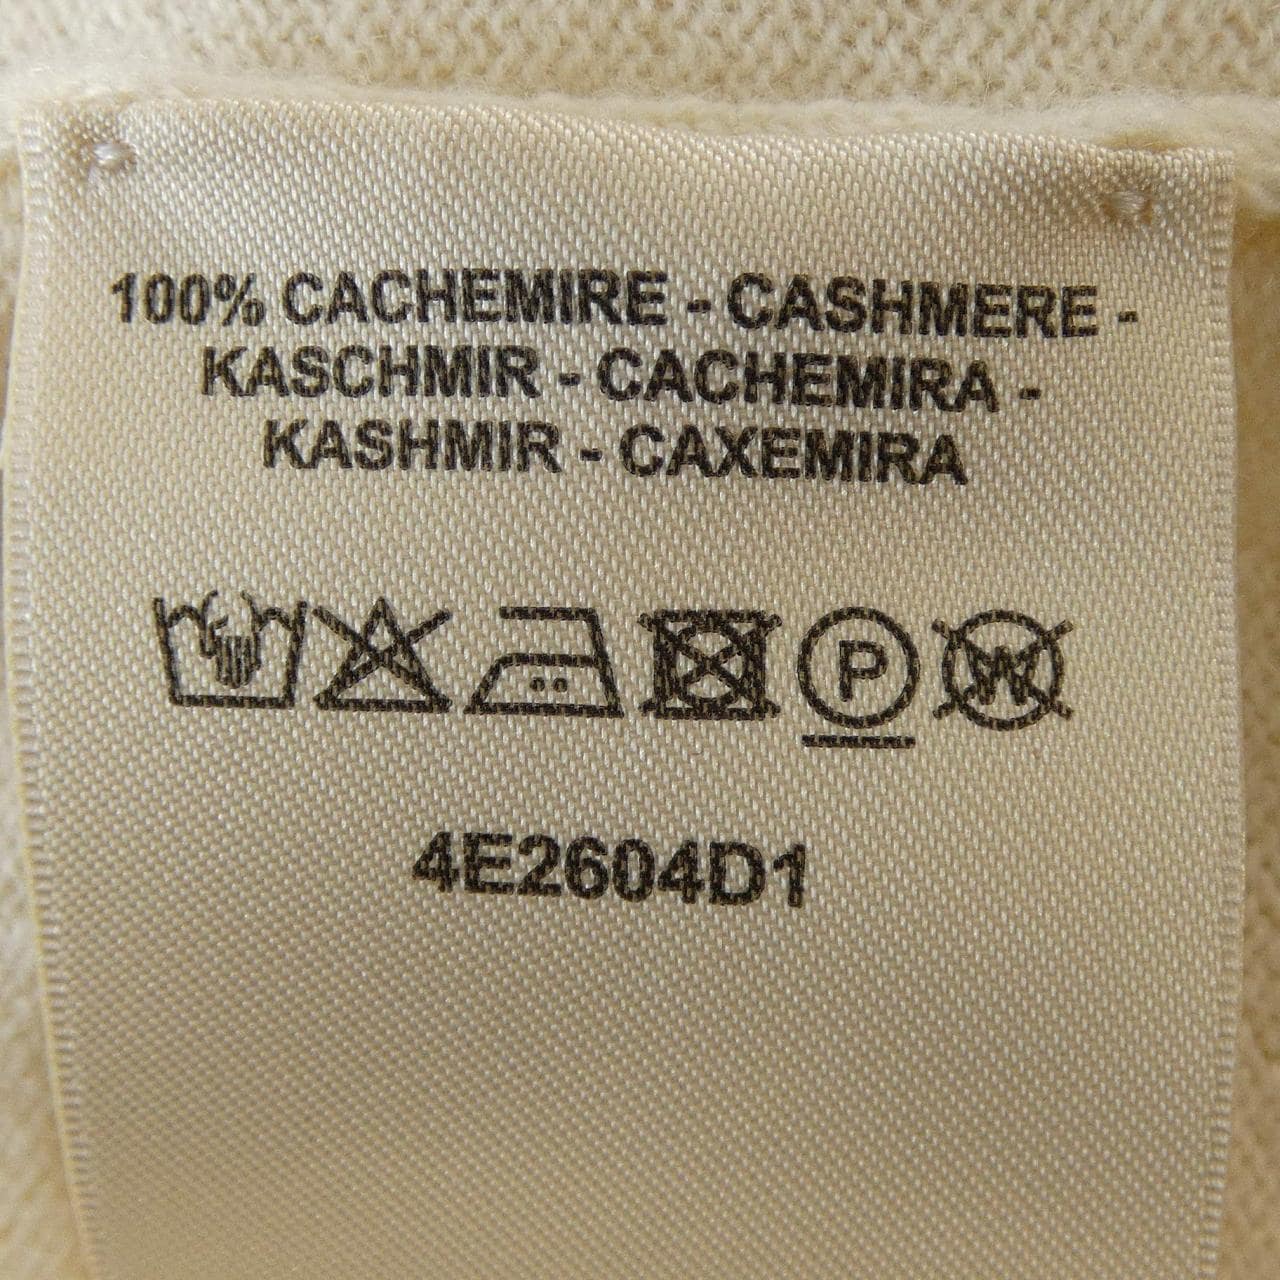 100% CACHEMIRE - CASHMERE -
KASCHMIR - CACHEMIRA -
KASHMIR - CAXEMIRA
P W
4E2604D1